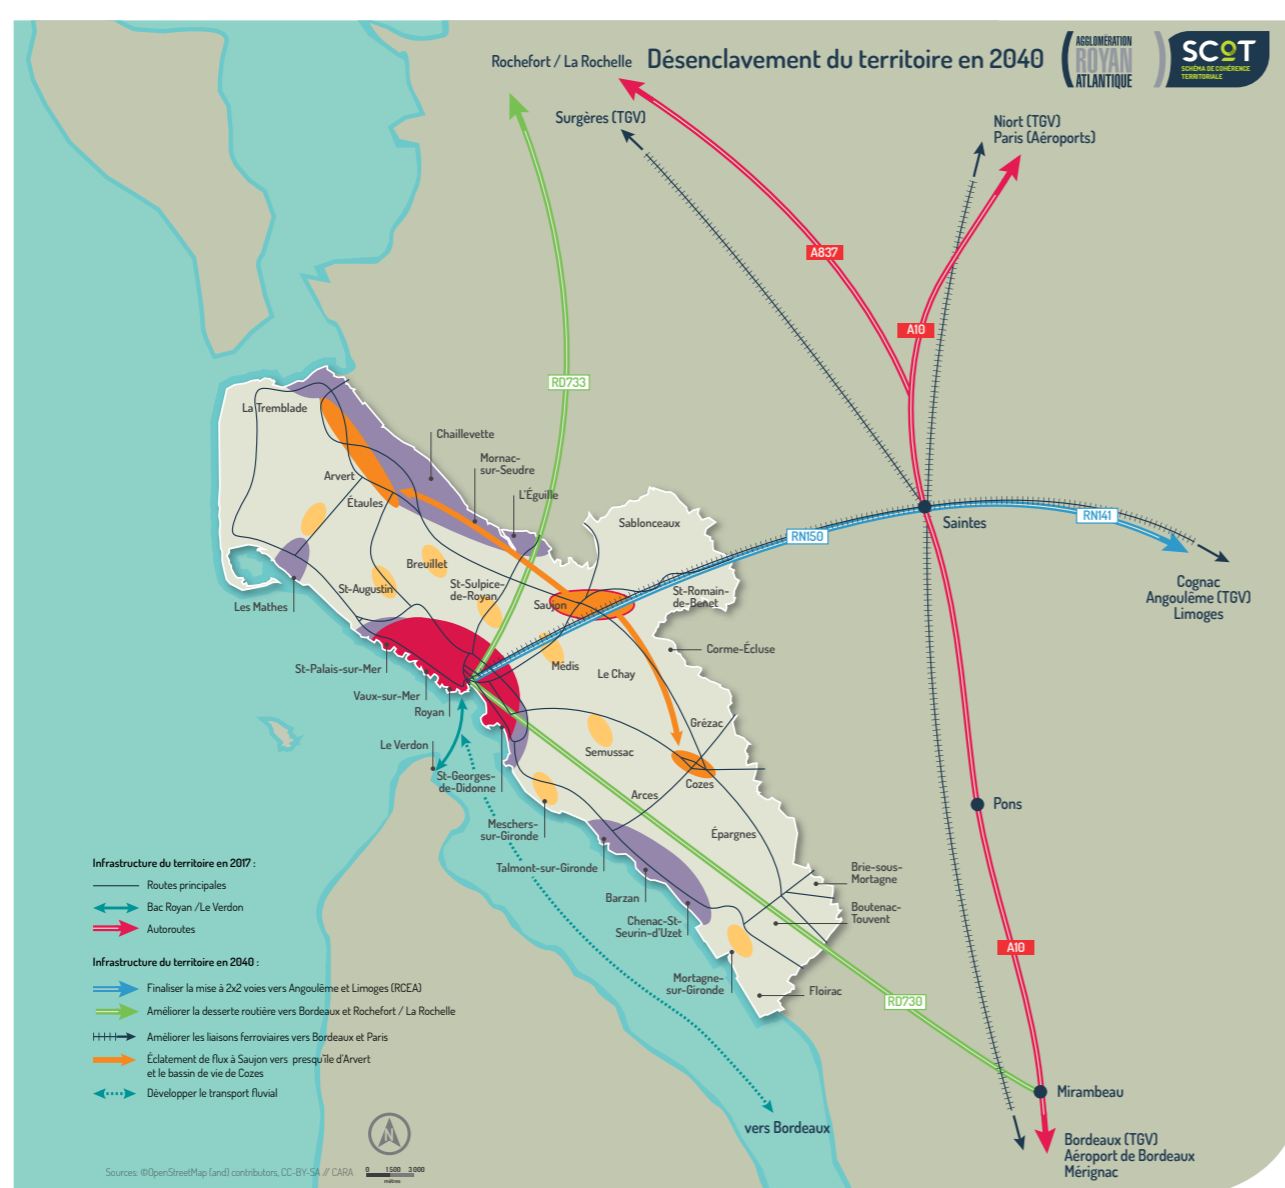 Rochefort / La Rochelle
Désenclavement du territoire en 2040
AGGLOMÉRATION
ROYAN
ATLANTIQUE
SCOT
SCHÉMA DE COHÉRENCE
TERRITORIALE
Surgères (TGV)
Niort (TGV)
Paris (Aéroports)
A837
A10
RD733
La Tremblade
Chaillevette
Mornac-
sur-Seudre
L'Éguille
Arvert
Étaules
Sablonceaux
Saintes
RN150
RN141
Cognac
Angoulême (TGV)
Limoges
Breuillet
St-Augustin
St-Sulpice-
de-Royan
Saujon
St-Romain-
de-Benet
Les Mathes
Corme-Écluse
St-Palais-sur-Mer
Médis
Le Chay
Vaux-sur-Mer
Royan
Grézac
Le Verdon
Semussac
St-Georges-
de-Didonne
Cozes
Arces
Pons
Meschers-
sur-Gironde
Épargnes
Talmont-sur-Gironde
Brie-sous-
Mortagne
Barzan
Boutenac-
Touvent
Chenac-St-
Seurin-d'Uzet
A10
Mortagne-
sur-Gironde
Floirac
RD730
Mirambeau
vers Bordeaux
Bordeaux (TGV)
Aéroport de Bordeaux
Mérignac
Infrastructure du territoire en 2017 :
Routes principales
Bac Royan /Le Verdon
Autoroutes
Infrastructure du territoire en 2040 :
Finaliser la mise à 2x2 voies vers Angoulême et Limoges (RCEA)
Améliorer la desserte routière vers Bordeaux et Rochefort / La Rochelle
Améliorer les liaisons ferroviaires vers Bordeaux et Paris
Éclatement de flux à Saujon vers presqu'île d'Arvert
et le bassin de vie de Cozes
Développer le transport fluvial
N
Sources: ©OpenStreetMap (and) contributors, CC-BY-SA // CARA
0 1500 3 000
mètres